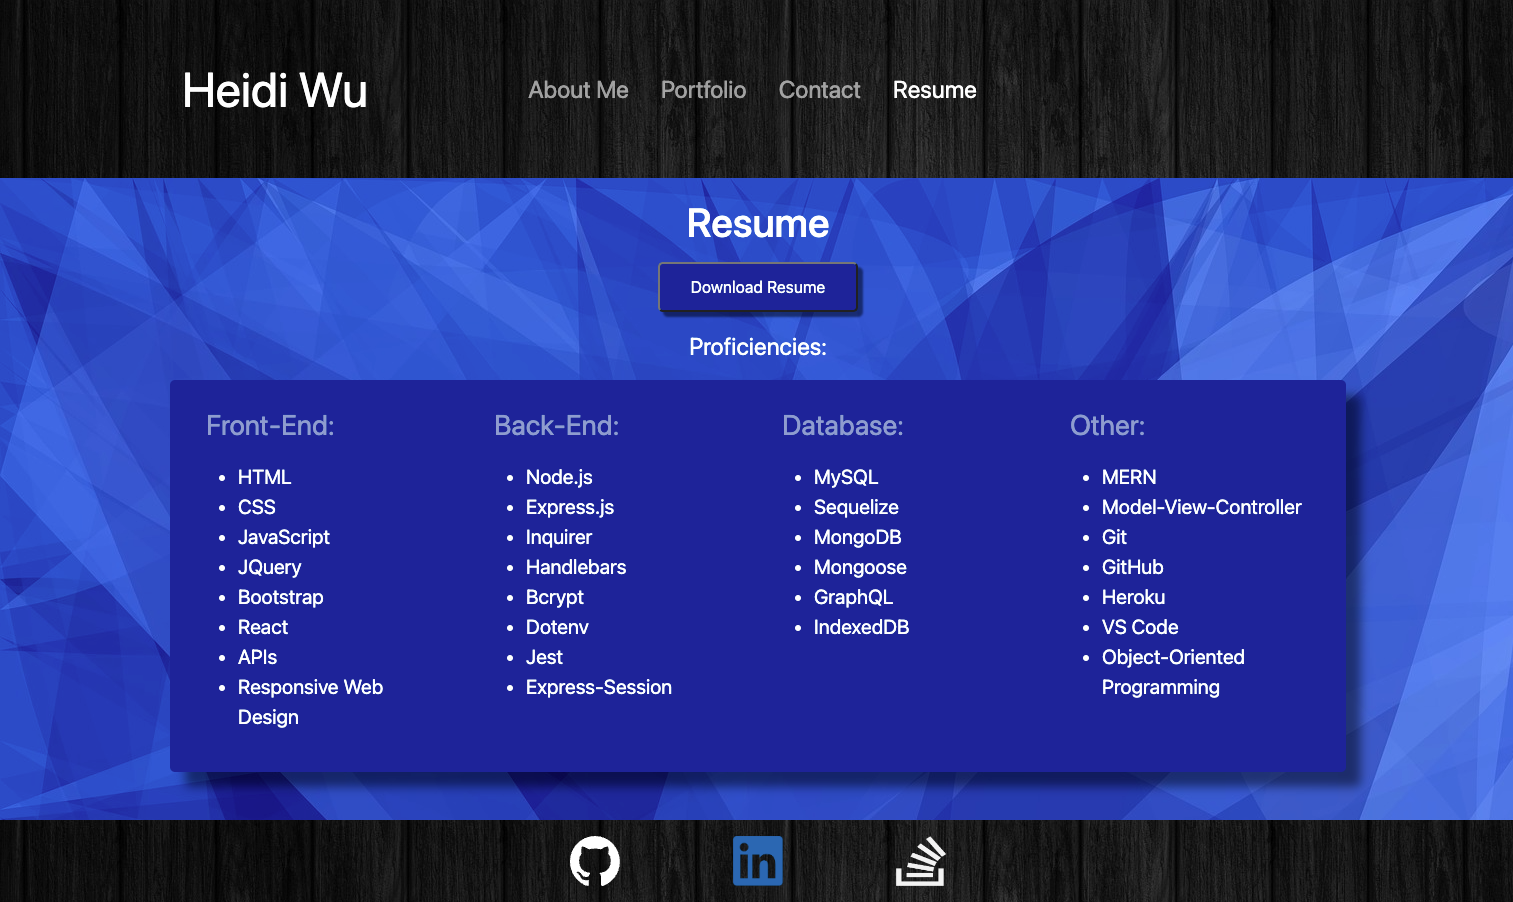 Heidi Wu
About Me Portfolio Contact Resume
Resume
Download Resume
Proficiencies:
Front-End:
HTML
CSS
JavaScript
JQuery
Bootstrap
React
APIs
Responsive Web
Design
Back-End:
Node.js
Express.js
Inquirer
Handlebars
Bcrypt
Dotenv
Jest
Express-Session
Database:
MySQL
Sequelize
MongoDB
Mongoose
GraphQL
IndexedDB
Other:
MERN
Model-View-Controller
Git
GitHub
Heroku
VS Code
Object-Oriented
Programming
in